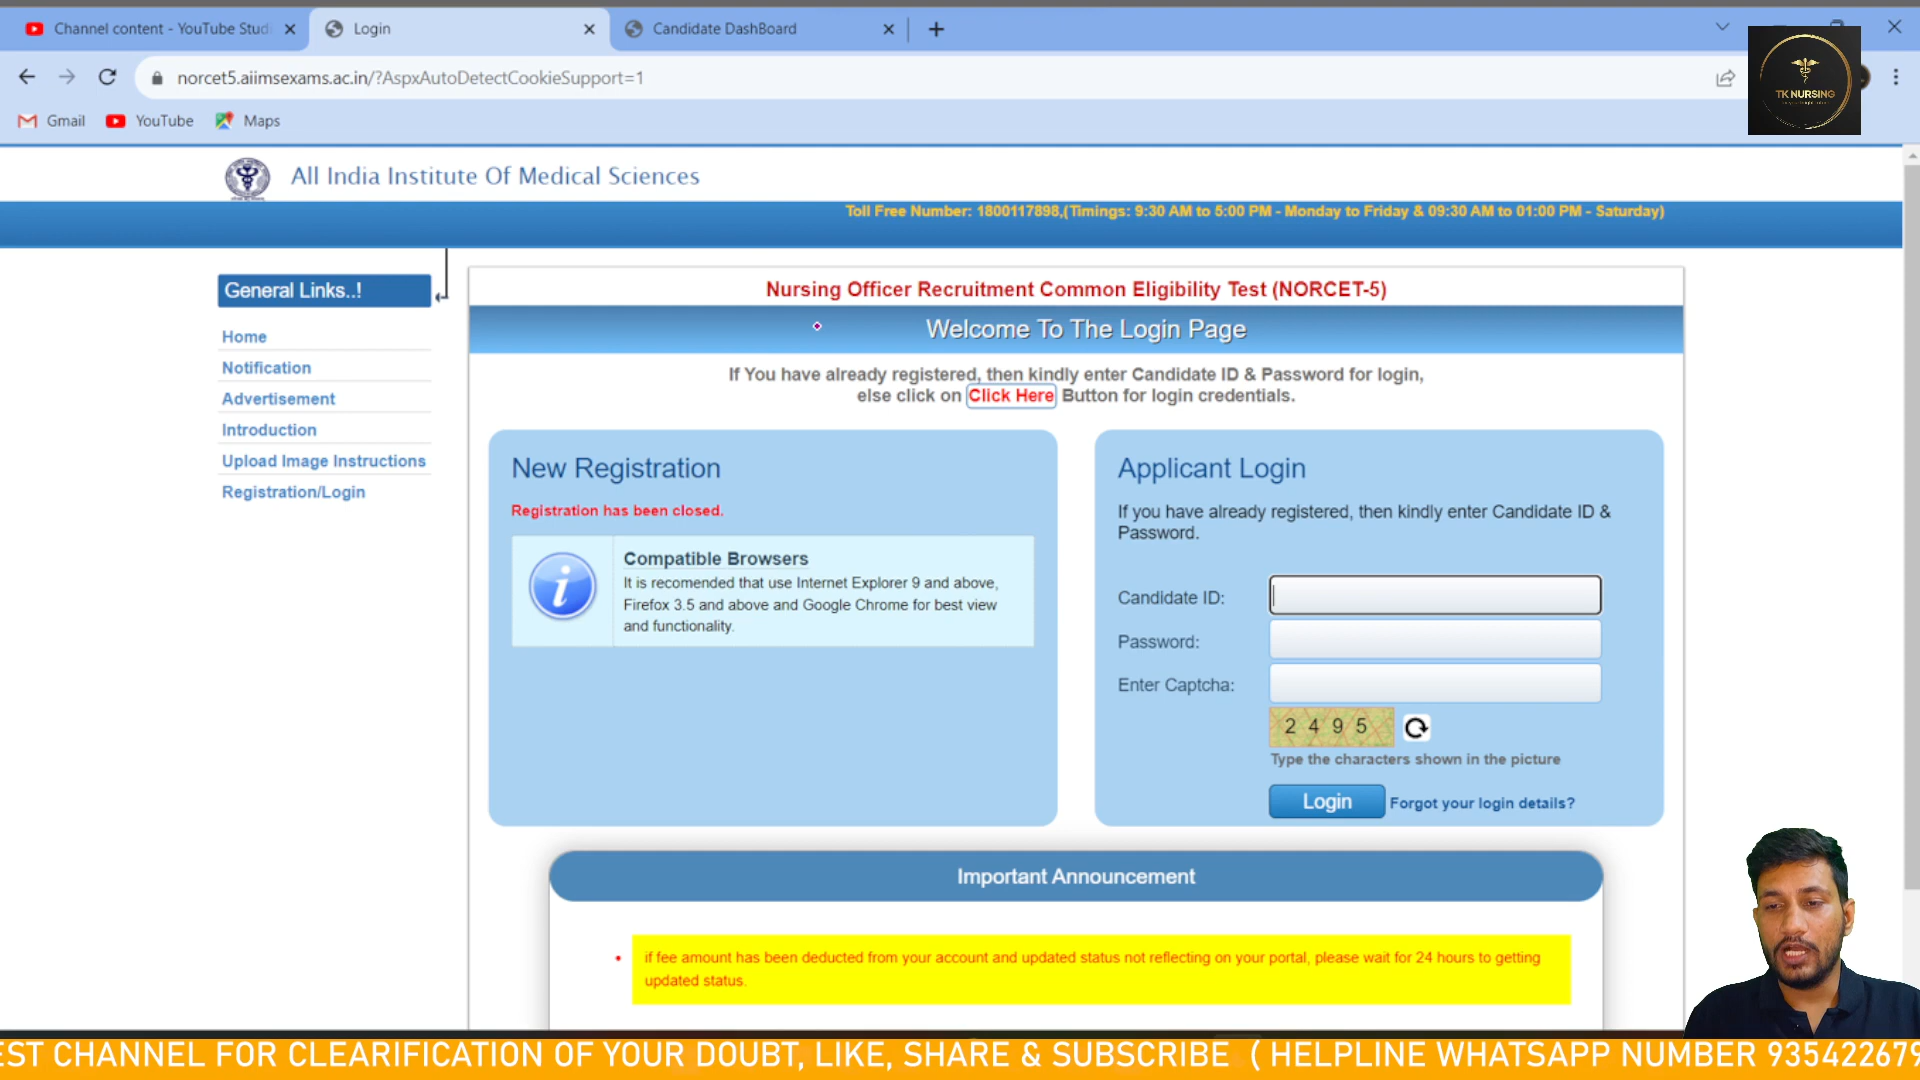 Channel content - YouTube Stud
Login
Candidate DashBoard
norcet5.aiimsexams.ac.in/?AspxAutoDetectCookieSupport=1
Gmail
YouTube
Maps
TK NURSING
All India Institute Of Medical Sciences
Toll Free Number: 1800117898,(Timings: 9:30 AM to 5:00 PM - Monday to Friday & 09:30 AM to 01:00 PM - Saturday)
General Links..!
Home
Notification
Advertisement
Introduction
Upload Image Instructions
Registration/Login
Nursing Officer Recruitment Common Eligibility Test (NORCET-5)
Welcome To The Login Page
If You have already registered, then kindly enter Candidate ID & Password for login,
else click on Click Here Button for login credentials.
New Registration
Registration has been closed.
Compatible Browsers
It is recomended that use Internet Explorer 9 and above,
Firefox 3.5 and above and Google Chrome for best view
and functionality.
Applicant Login
If you have already registered, then kindly enter Candidate ID &
Password.
Candidate ID:
Password:
Enter Captcha:
2 4 9 5
Type the characters shown in the picture
Login
Forgot your login details?
Important Announcement
if fee amount has been deducted from your account and updated status not reflecting on your portal, please wait for 24 hours to getting
updated status.
EST CHANNEL FOR CLEARIFICATION OF YOUR DOUBT, LIKE, SHARE & SUBSCRIBE ( HELPLINE WHATSAPP NUMBER 935422679